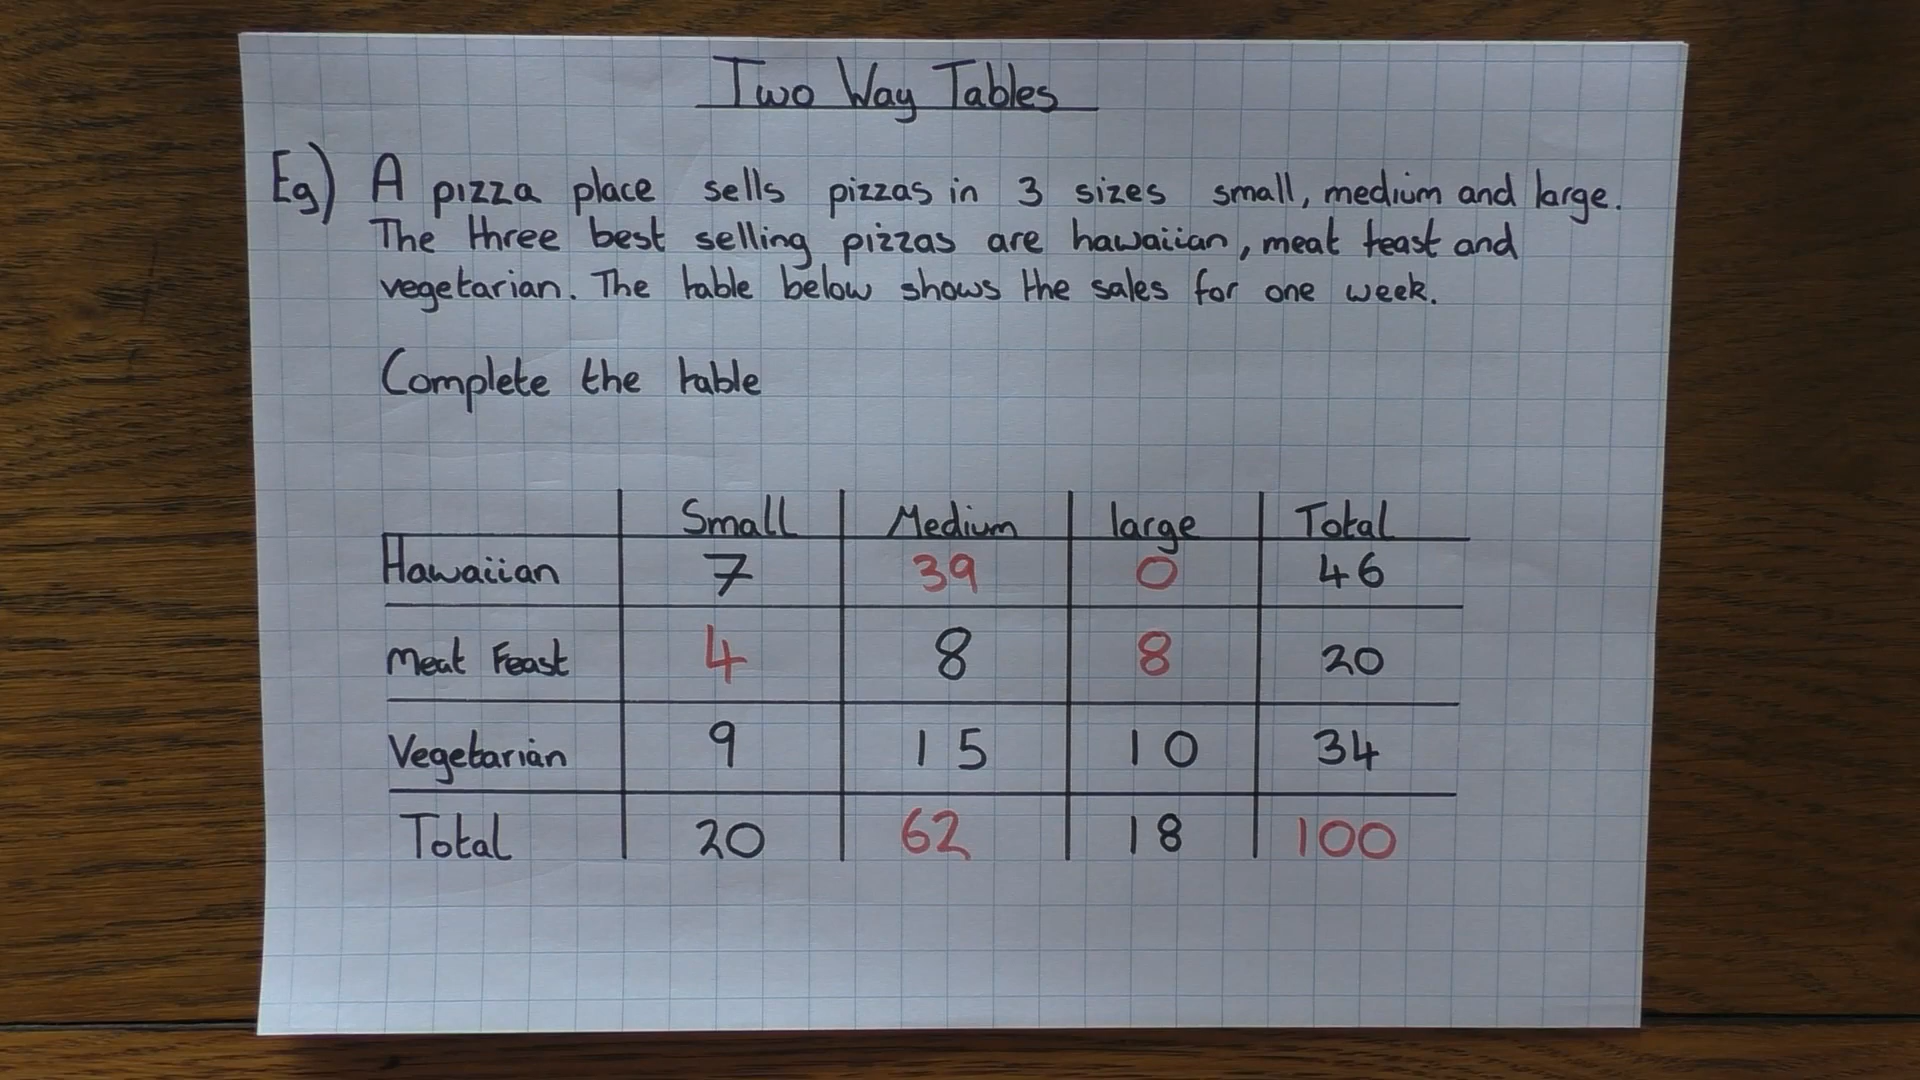 Two Way Tables
Eg) A pizza place sells pizzas in 3 sizes small, medium and large.
The three best selling pizzas are hawaiian, meat feast and
vegetarian. The table below shows the sales for one week.
Complete the table
Small Medium large Total
Hawaiian 7 39 0 46
Meat Feast 4 8 8 20
Vegetarian 9 15 10 34
Total 20 62 18 100